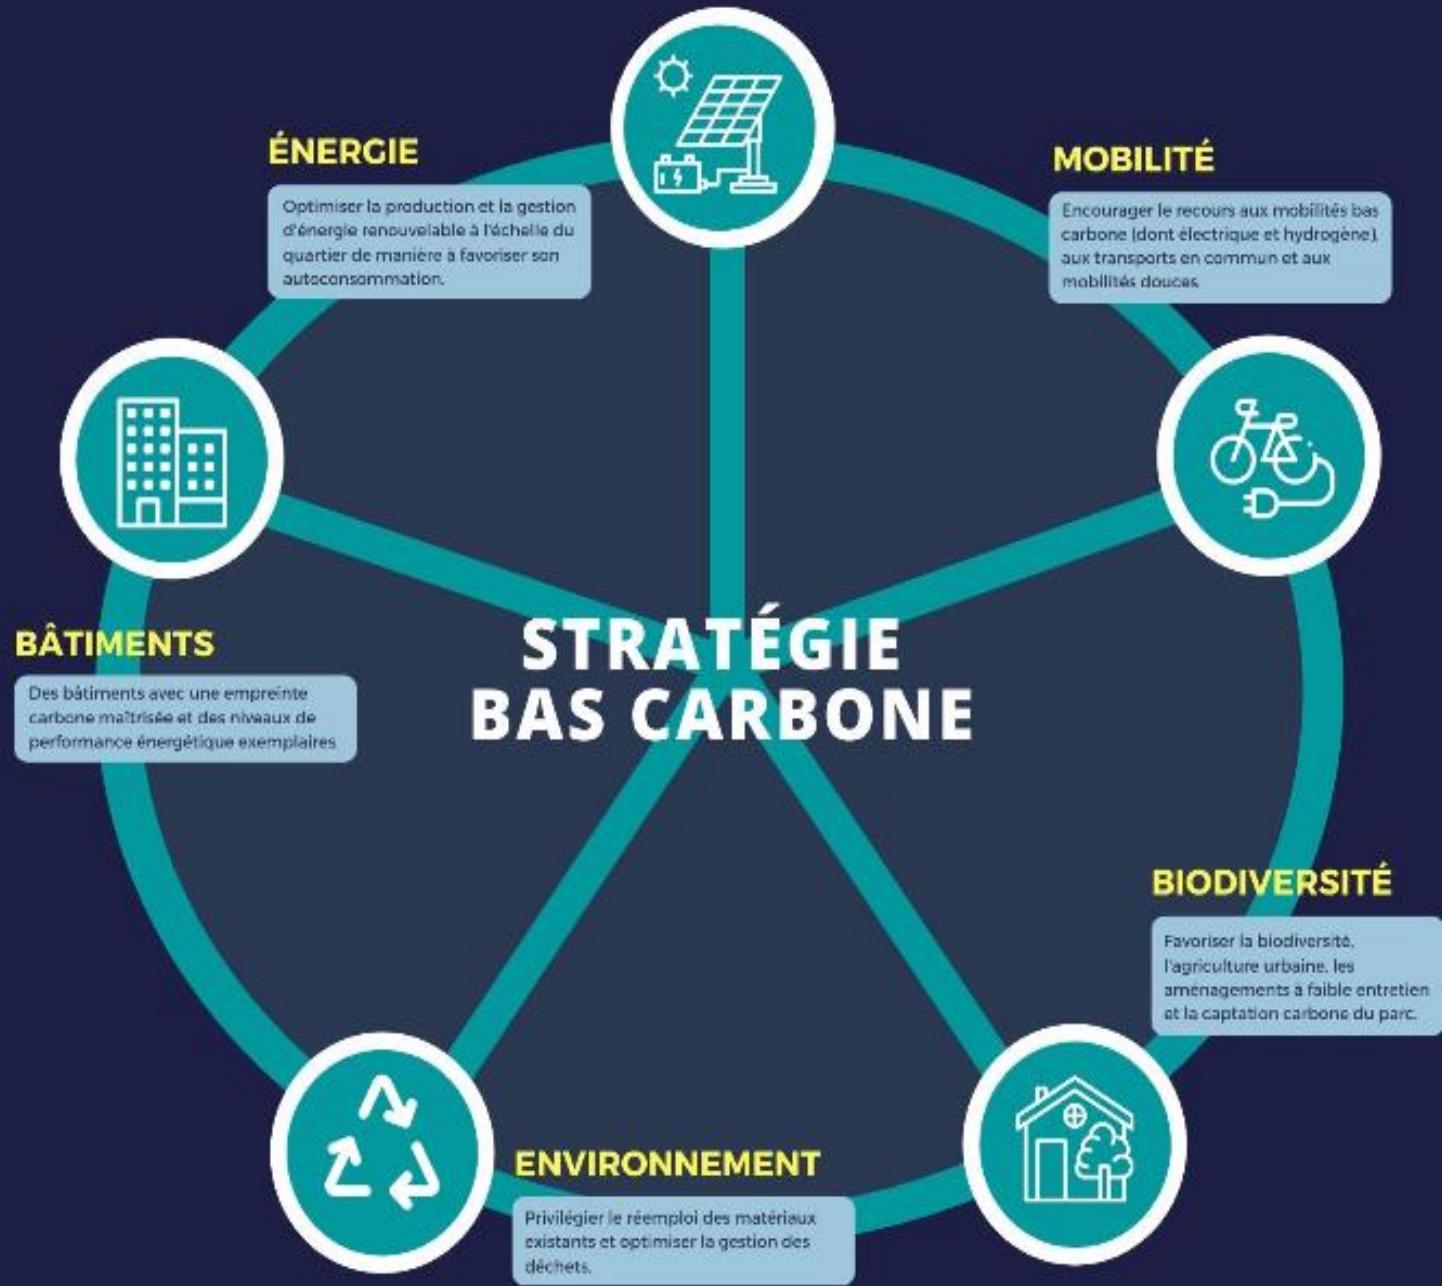 ÉNERGIE
Optimiser la production et la gestion
d'énergie renouvelable à l'échelle du
quartier de manière à favoriser son
autoconsommation.
MOBILITÉ
Encourager le recours aux mobilités bas
carbone (dont électrique et hydrogène),
aux transports en commun et aux
mobilités douces.
STRATÉGIE
BAS CARBONE
BÂTIMENTS
Des bâtiments avec une empreinte
carbone maîtrisée et des niveaux de
performance énergétique exemplaires.
BIODIVERSITÉ
Favoriser la biodiversité,
l'agriculture urbaine, les
aménagements à faible entretien
et la captation carbone du parc.
ENVIRONNEMENT
Privilégier le réemploi des matériaux
existants et optimiser la gestion des
déchets.